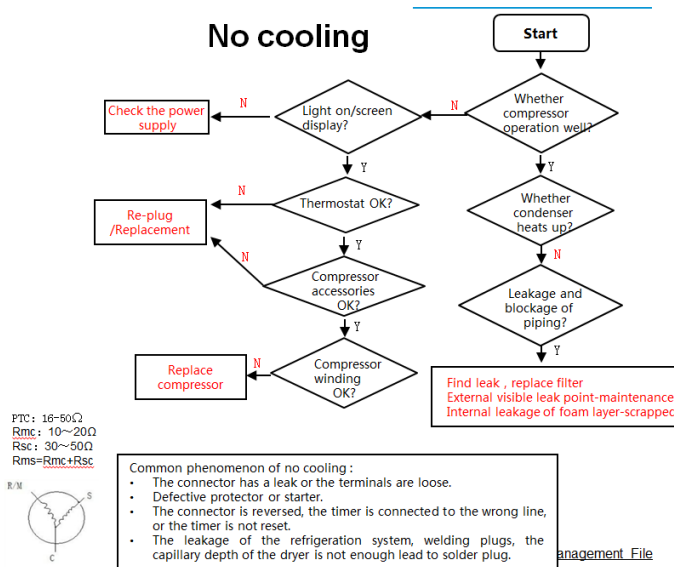 No cooling
Start
Whether
compressor
operation well?
N
Light on/screen
display?
N
Check the power
supply
Y
Y
Thermostat OK?
N
Re-plug
/Replacement
Whether
condenser
heats up?
Y
N
N
Compressor
accessories
OK?
Leakage and
blockage of
piping?
Y
Y
Compressor
winding
OK?
N
Replace
compressor
Find leak , replace filter
External visible leak point-maintenance
Internal leakage of foam layer-scrapped
PTC: 16-50Ω
Rmc: 10~20Ω
Rsc: 30~50Ω
Rms=Rmc+Rsc
R/M
S
C
Common phenomenon of no cooling :
• The connector has a leak or the terminals are loose.
• Defective protector or starter.
• The connector is reversed, the timer is connected to the wrong line,
or the timer is not reset.
• The leakage of the refrigeration system, welding plugs, the
capillary depth of the dryer is not enough lead to solder plug.
anagement File